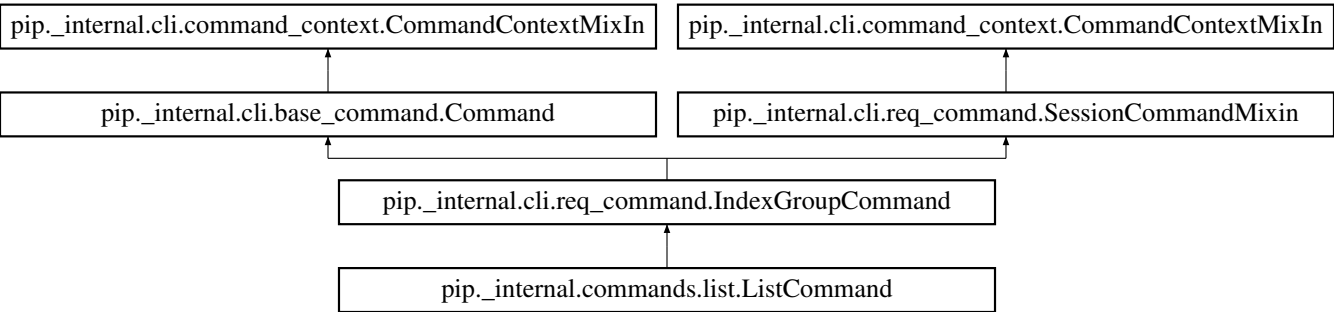 pip._internal.cli.command_context.CommandContextMixIn
pip._internal.cli.command_context.CommandContextMixIn
pip._internal.cli.base_command.Command
pip._internal.cli.req_command.SessionCommandMixin
pip._internal.cli.req_command.IndexGroupCommand
pip._internal.commands.list.ListCommand